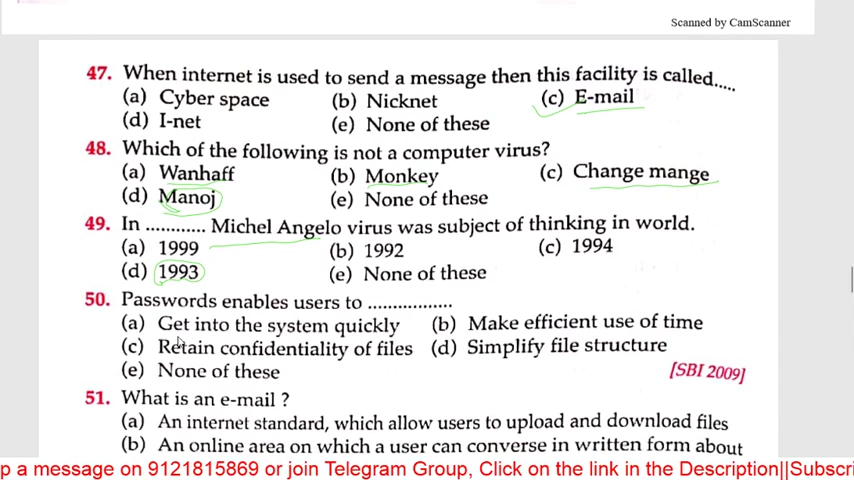 Scanned by CamScanner
47. When internet is used to send a message then this facility is called.....
(a) Cyber space (b) Nicknet (c) E-mail
(d) I-net (e) None of these
48. Which of the following is not a computer virus?
(a) Wanhaff (b) Monkey (c) Change mange
(d) Manoj (e) None of these
49. In ............ Michel Angelo virus was subject of thinking in world.
(a) 1999 (b) 1992 (c) 1994
(d) 1993 (e) None of these
50. Passwords enables users to .................
(a) Get into the system quickly (b) Make efficient use of time
(c) Retain confidentiality of files (d) Simplify file structure
(e) None of these [SBI 2009]
51. What is an e-mail ?
(a) An internet standard, which allow users to upload and download files
(b) An online area on which a user can converse in written form about
p a message on 9121815869 or join Telegram Group, Click on the link in the Description||Subscri